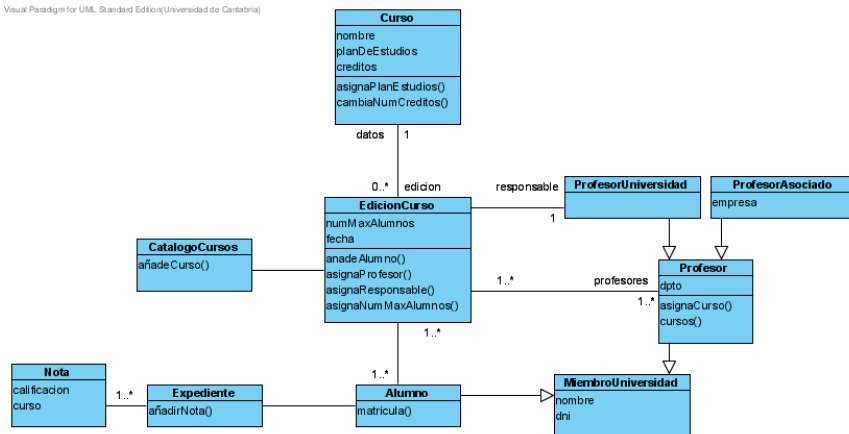 Visual Paradigm for UML Standard Edition(Universidad de Cantabria)
Curso
nombre
planDeEstudios
creditos
asignaPlanEstudios()
cambiaNumCreditos()
datos 1
0..* edicion
responsable
1
ProfesorUniversidad
ProfesorAsociado
empresa
EdicionCurso
numMaxAlumnos
fecha
anadeAlumno()
asignaProfesor()
asignaResponsable()
asignaNumMaxAlumnos()
CatalogoCursos
añadeCurso()
1..* profesores
1..*
Profesor
dpto
asignaCurso()
cursos()
1..*
1..*
Nota
calificacion
curso
1..*
Expediente
añadirNota()
Alumno
matricula()
MiembroUniversidad
nombre
dni